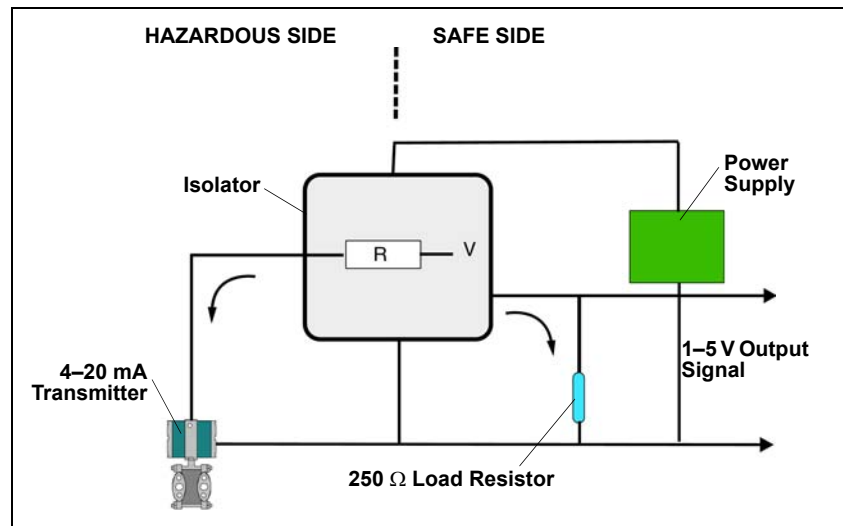 HAZARDOUS SIDE
SAFE SIDE
Power
Supply
Isolator
R
V
1–5 V Output
Signal
4–20 mA
Transmitter
250 Ω Load Resistor